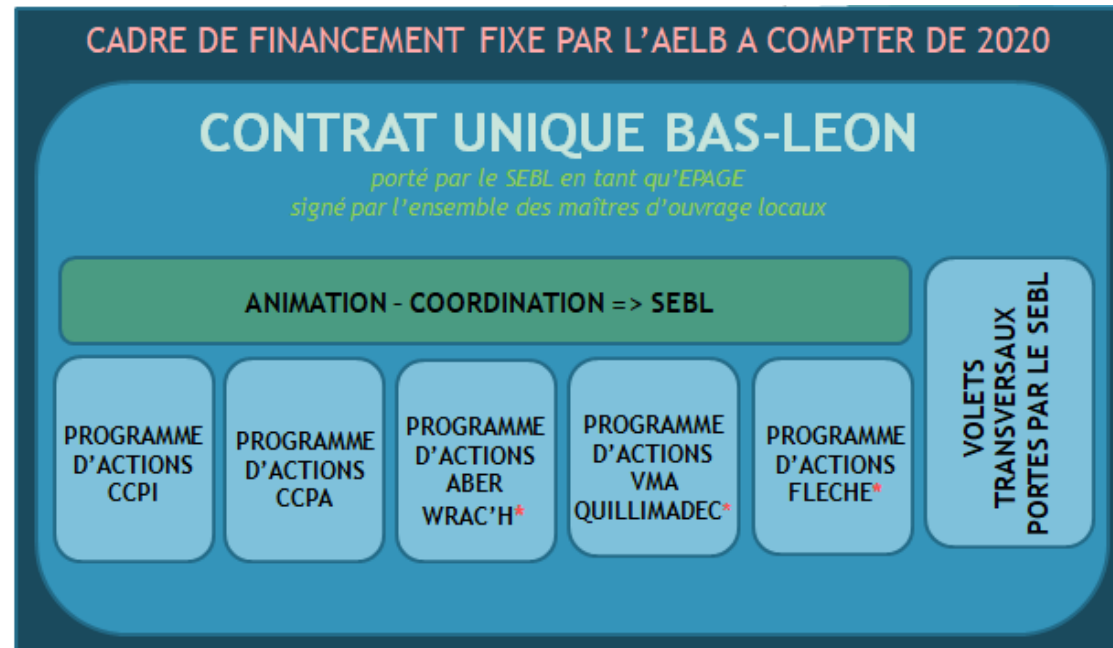 CADRE DE FINANCEMENT FIXE PAR L'AELB A COMPTER DE 2020
CONTRAT UNIQUE BAS-LEON
porté par le SEBL en tant qu'EPAGE
signé par l'ensemble des maîtres d'ouvrage locaux
ANIMATION – COORDINATION => SEBL
PROGRAMME
D'ACTIONS
CCPI
PROGRAMME
D'ACTIONS
CCPA
PROGRAMME
D'ACTIONS
ABER
WRAC'H*
PROGRAMME
D'ACTIONS
VMA
QUILLIMADEC*
PROGRAMME
D'ACTIONS
FLECHE*
VOLETS
TRANSVERSAUX
PORTES PAR LE SEBL